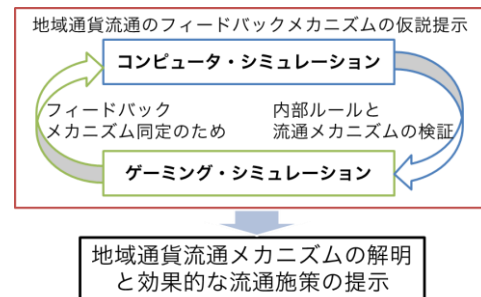 地域通貨流通のフィードバックメカニズムの仮説提示
コンピュータ・シミュレーション
フィードバック
メカニズム同定のため
内部ルールと
流通メカニズムの検証
ゲーミング・シミュレーション
地域通貨流通メカニズムの解明
と効果的な流通施策の提示